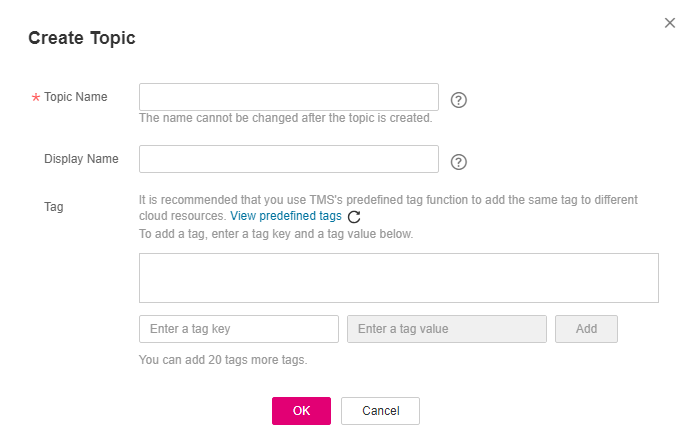 Create Topic
* Topic Name
The name cannot be changed after the topic is created.
Display Name
Tag
It is recommended that you use TMS's predefined tag function to add the same tag to different
cloud resources. View predefined tags
To add a tag, enter a tag key and a tag value below.
Enter a tag key
Enter a tag value
Add
You can add 20 tags more tags.
OK
Cancel